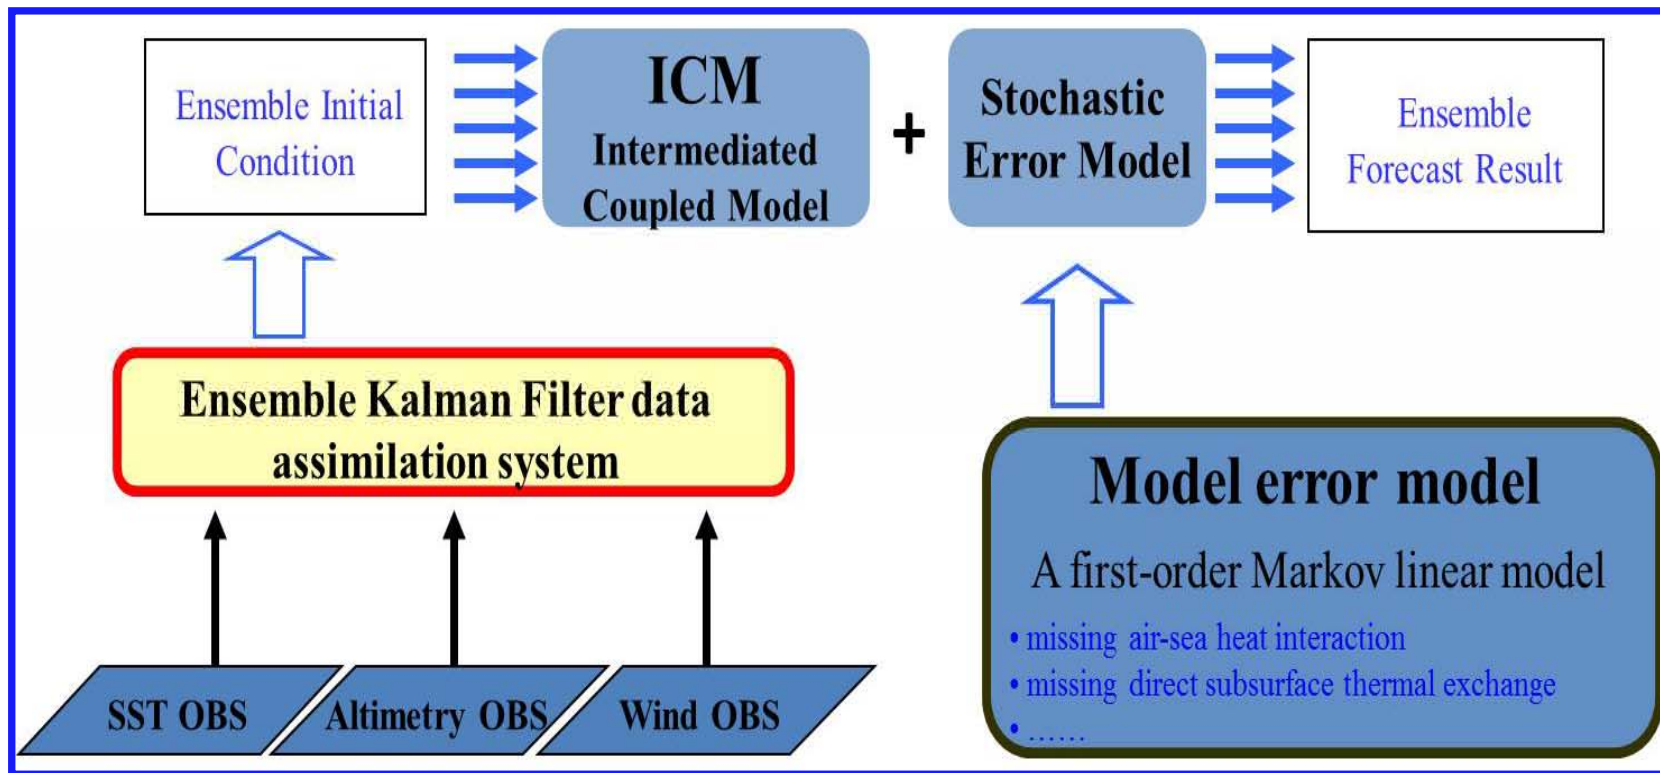 Ensemble Initial
Condition
ICM
Intermediated
Coupled Model
+
Stochastic
Error Model
Ensemble
Forecast Result
Ensemble Kalman Filter data
assimilation system
SST OBS
Altimetry OBS
Wind OBS
Model error model
A first-order Markov linear model
• missing air-sea heat interaction
• missing direct subsurface thermal exchange
• ……